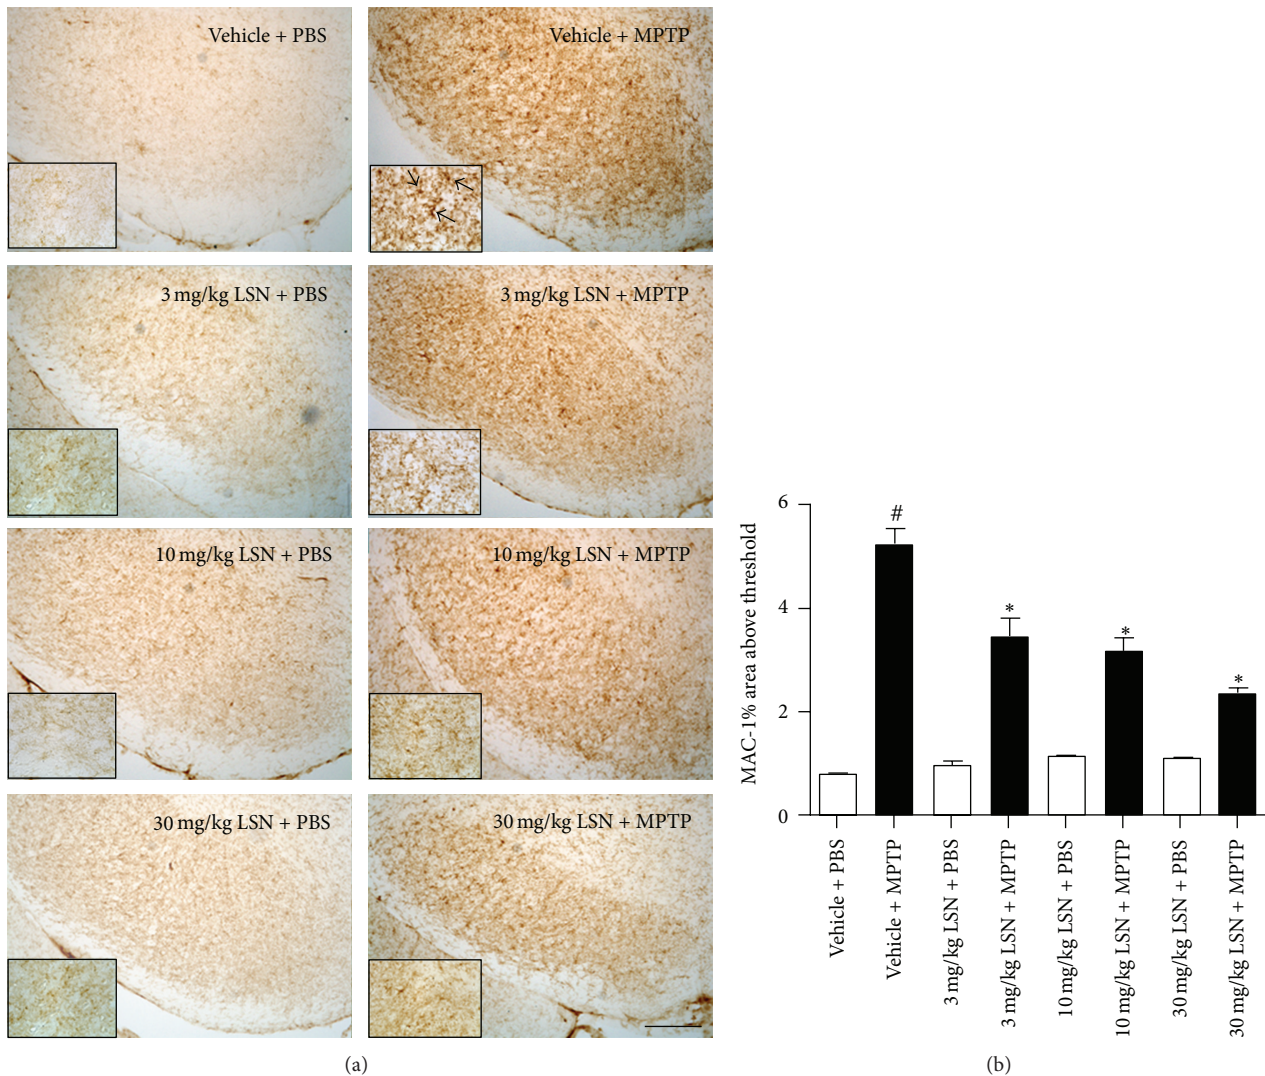 Vehicle + PBS
Vehicle + MPTP
3 mg/kg LSN + PBS
3 mg/kg LSN + MPTP
10 mg/kg LSN + PBS
10 mg/kg LSN + MPTP
30 mg/kg LSN + PBS
30 mg/kg LSN + MPTP
(a)
MAC-1% area above threshold
6
4
2
0
#
*
*
*
Vehicle + PBS
Vehicle + MPTP
3 mg/kg LSN + PBS
3 mg/kg LSN + MPTP
10 mg/kg LSN + PBS
10 mg/kg LSN + MPTP
30 mg/kg LSN + PBS
30 mg/kg LSN + MPTP
(b)